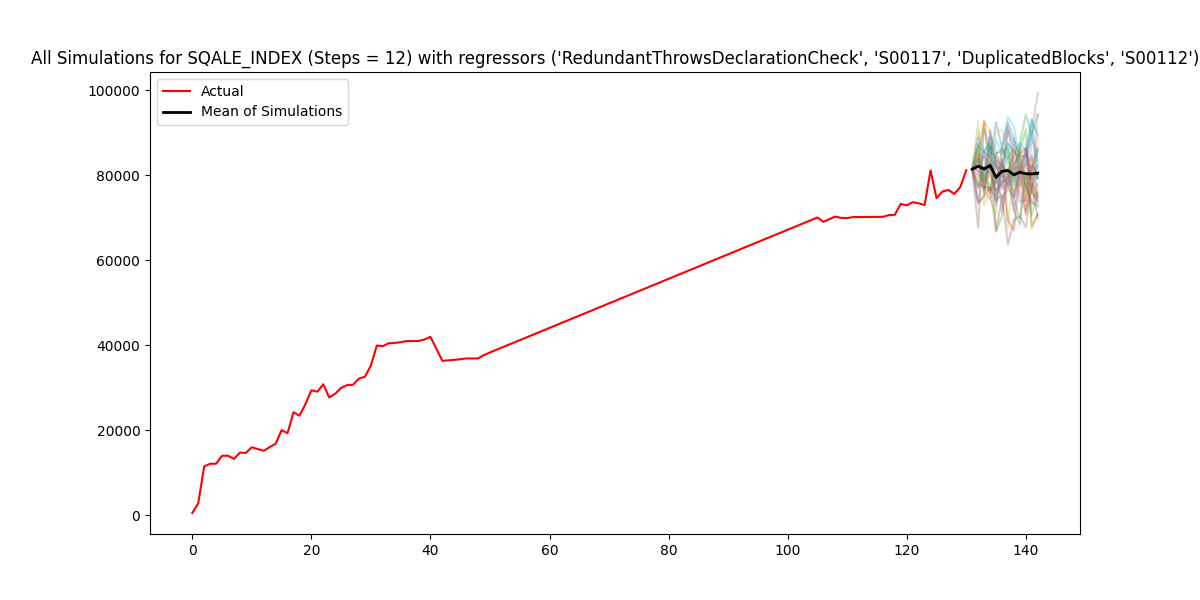 All Simulations for SQALE_INDEX (Steps = 12) with regressors ('RedundantThrowsDeclarationCheck', 'S00117', 'DuplicatedBlocks', 'S00112')
Actual
Mean of Simulations
100000
80000
60000
40000
20000
0
0 20 40 60 80 100 120 140